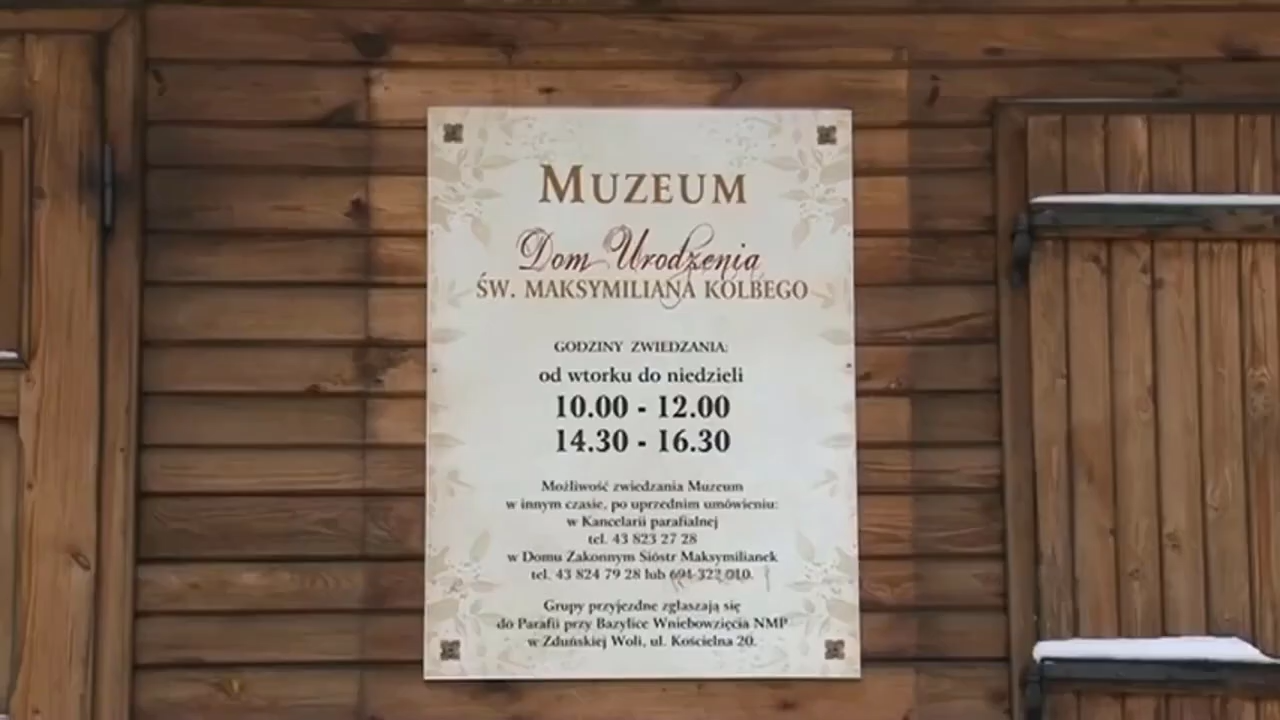 MUZEUM
Dom Urodzenia
ŚW. MAKSYMILIANA KOLBEGO
GODZINY ZWIEDZANIA:
od wtorku do niedzieli
10.00 - 12.00
14.30 - 16.30
Możliwość zwiedzania Muzeum
w innym czasie, po uprzednim umówieniu:
w Kancelarii parafialnej
tel. 43 823 27 28
w Domu Zakonnym Sióstr Maksymilianek
tel. 43 824 79 28 lub 691 322 010.
Grupy przyjezdne zgłaszają się
do Parafii przy Bazylice Wniebowzięcia NMP
w Zduńskiej Woli, ul. Kościelna 20.